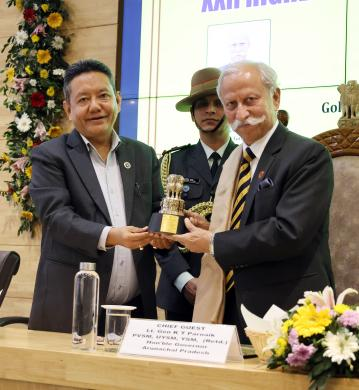 XXII
Gol
CHIEF GUEST
Lt. Gen K T Parnaik
PVSM, UYSM, YSM, (Retd.)
Hon'ble Governor
Arunachal Pradesh